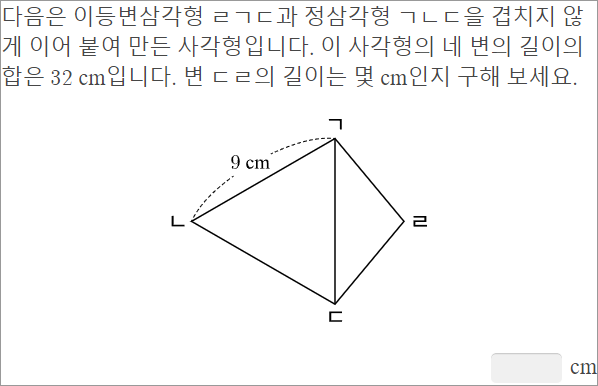 다음은 이등변삼각형 ㄹㄱㄷ과 정삼각형 ㄱㄴㄷ을 겹치지 않
게 이어 붙여 만든 사각형입니다. 이 사각형의 네 변의 길이의
합은 32 cm입니다. 변 ㄷㄹ의 길이는 몇 cm인지 구해 보세요.
ㄱ
9 cm
ㄴ
ㄹ
ㄷ
cm